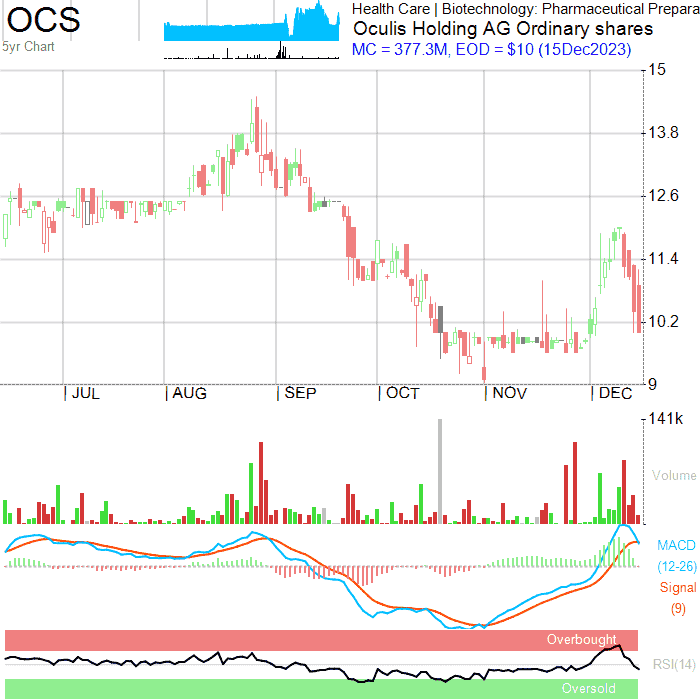 OCS
5yr Chart
Health Care | Biotechnology: Pharmaceutical Prepara
Oculis Holding AG Ordinary shares
MC = 377.3M, EOD = $10 (15Dec2023)
15
13.8
12.6
11.4
10.2
9
JUL
AUG
SEP
OCT
NOV
DEC
141k
Volume
MACD
(12-26)
Signal
(9)
Overbought
RSI(14)
Oversold